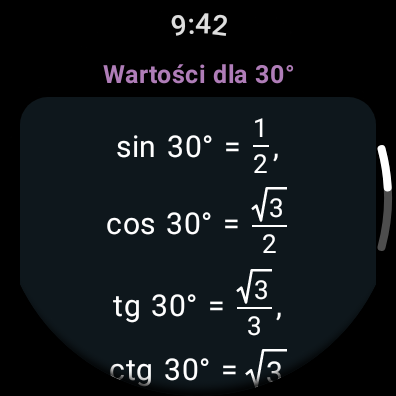 9:42
Wartości dla 30°
sin 30° = 1/2,
cos 30° = √3/2
tg 30° = √3/3,
ctg 30° = √3